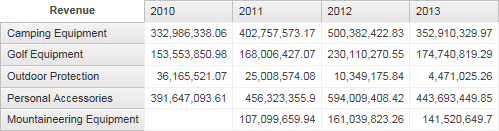 Revenue 2010 2011 2012 2013
Camping Equipment 332,986,338.06 402,757,573.17 500,382,422.83 352,910,329.97
Golf Equipment 153,553,850.98 168,006,427.07 230,110,270.55 174,740,819.29
Outdoor Protection 36,165,521.07 25,008,574.08 10,349,175.84 4,471,025.26
Personal Accessories 391,647,093.61 456,323,355.9 594,009,408.42 443,693,449.85
Mountaineering Equipment 107,099,659.94 161,039,823.26 141,520,649.7